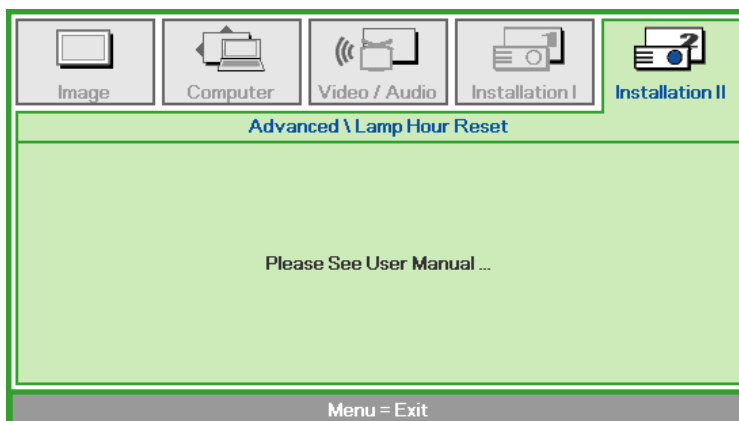 Image Computer Video / Audio Installation I Installation II
Advanced \ Lamp Hour Reset
Please See User Manual ...
Menu = Exit